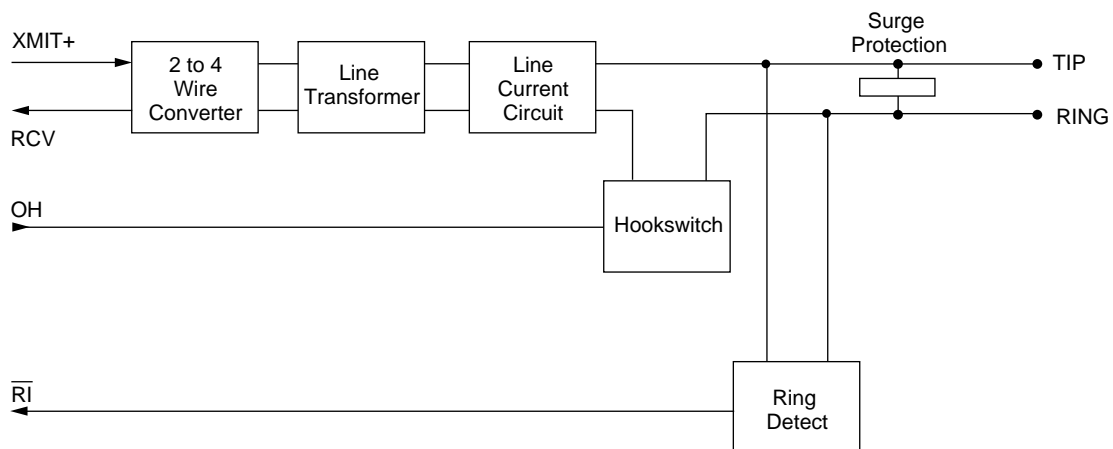 XMIT+
RCV
2 to 4
Wire
Converter
Line
Transformer
Line
Current
Circuit
Surge
Protection
TIP
RING
OH
Hookswitch
R̅I̅
Ring
Detect